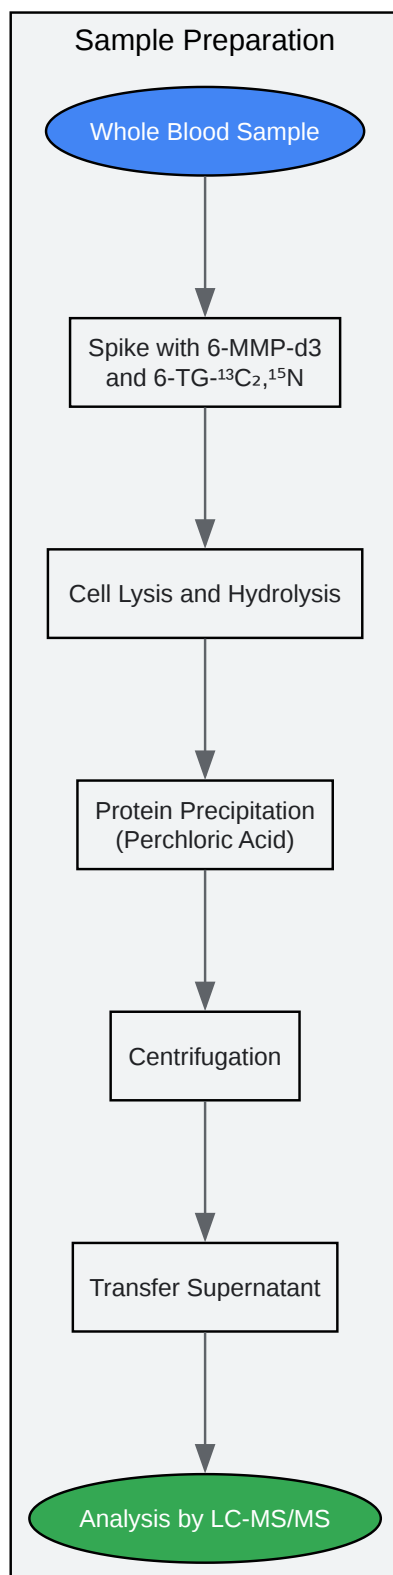 Sample Preparation
Whole Blood Sample
Spike with 6-MMP-d3
and 6-TG-¹³C₂,¹⁵N
Cell Lysis and Hydrolysis
Protein Precipitation
(Perchloric Acid)
Centrifugation
Transfer Supernatant
Analysis by LC-MS/MS